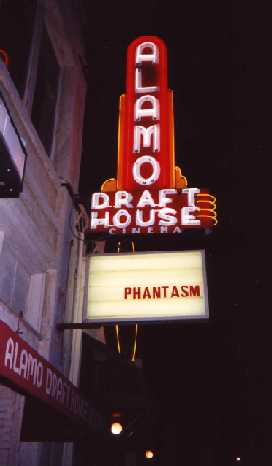 ALAMO
DRAFT
HOUSE
CINEMA
PHANTASM
ALAMO DRAFT